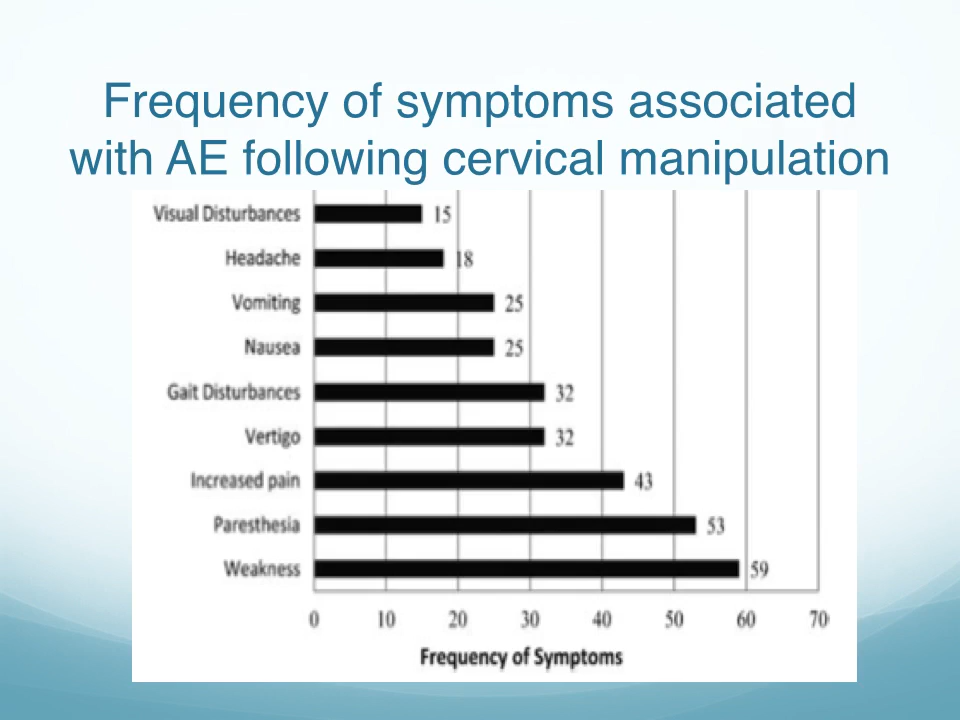 Frequency of symptoms associated
with AE following cervical manipulation
Visual Disturbances 15
Headache 18
Vomiting 25
Nausea 25
Gait Disturbances 32
Vertigo 32
Increased pain 43
Paresthesia 53
Weakness 59
0 10 20 30 40 50 60 70
Frequency of Symptoms